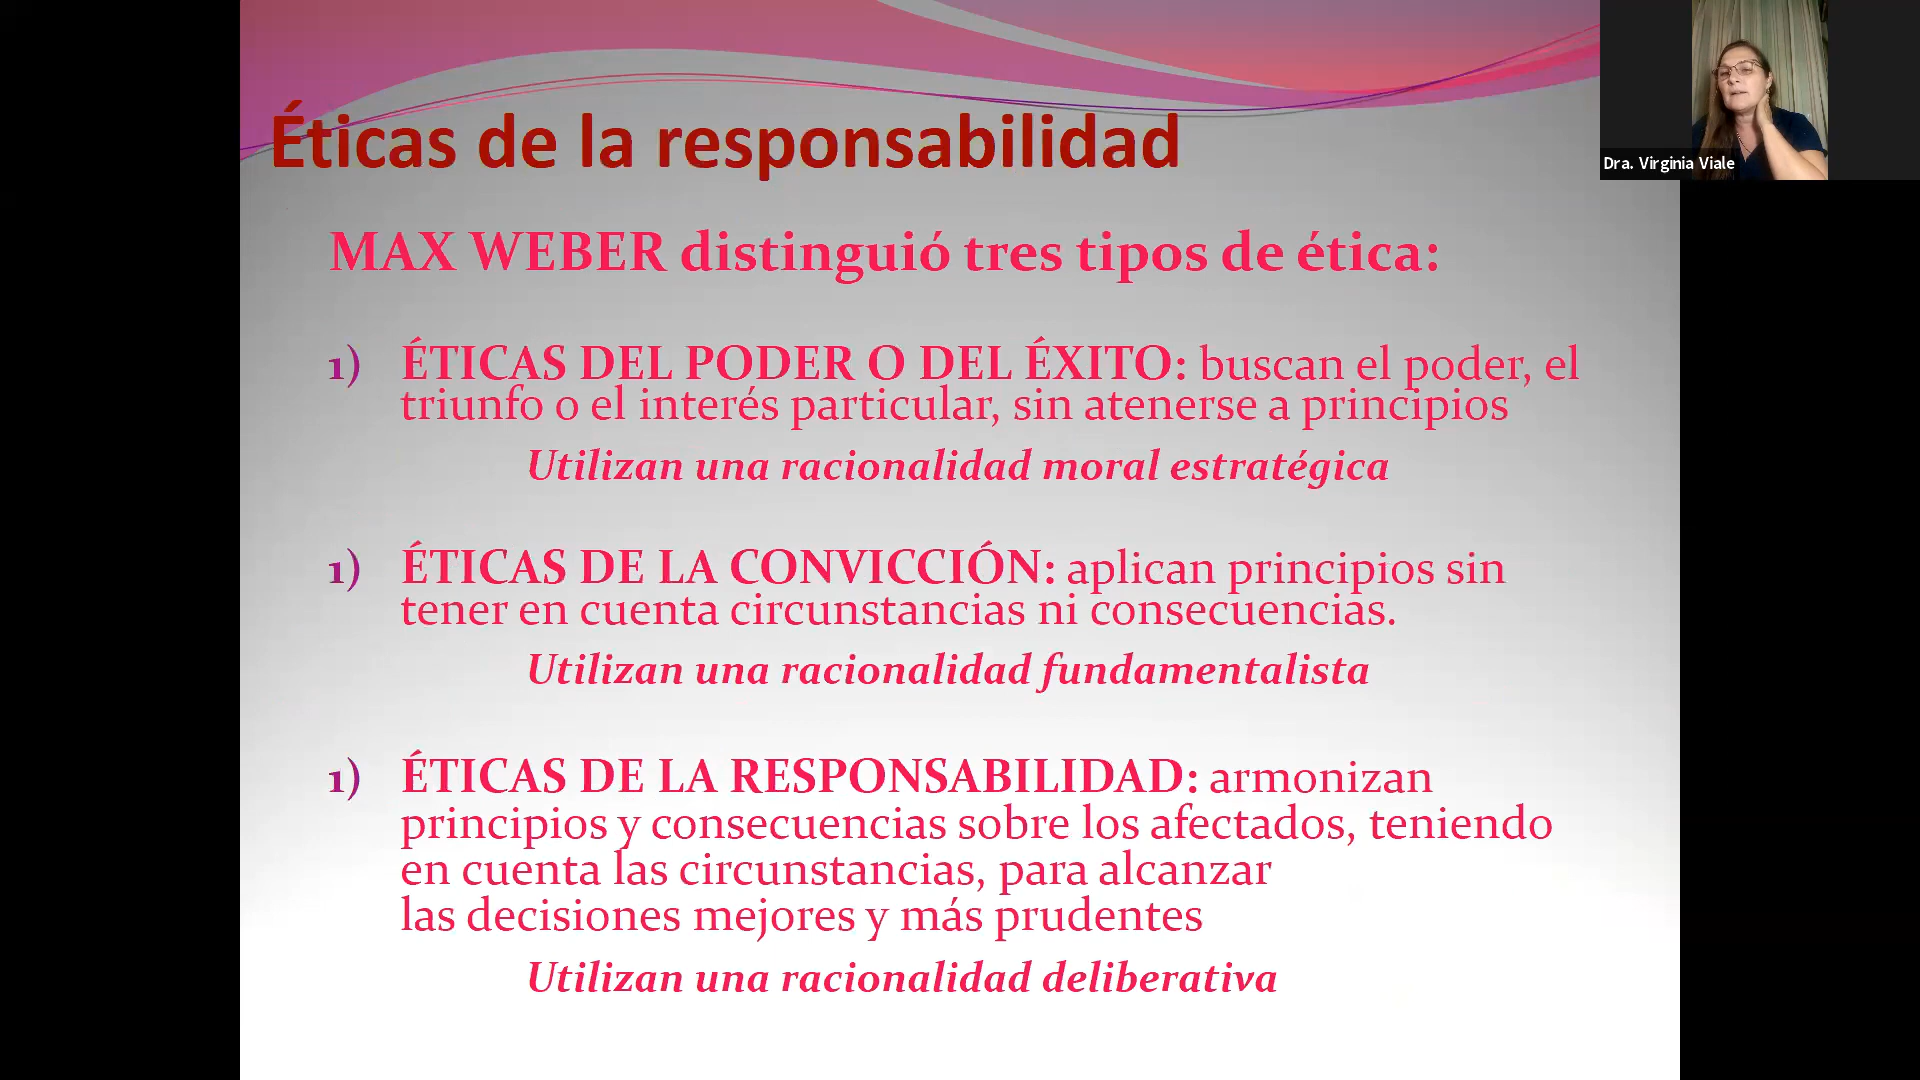 Éticas de la responsabilidad
Dra. Virginia Viale
MAX WEBER distinguió tres tipos de ética:
1) ÉTICAS DEL PODER O DEL ÉXITO: buscan el poder, el
triunfo o el interés particular, sin atenerse a principios
Utilizan una racionalidad moral estratégica
1) ÉTICAS DE LA CONVICCIÓN: aplican principios sin
tener en cuenta circunstancias ni consecuencias.
Utilizan una racionalidad fundamentalista
1) ÉTICAS DE LA RESPONSABILIDAD: armonizan
principios y consecuencias sobre los afectados, teniendo
en cuenta las circunstancias, para alcanzar
las decisiones mejores y más prudentes
Utilizan una racionalidad deliberativa